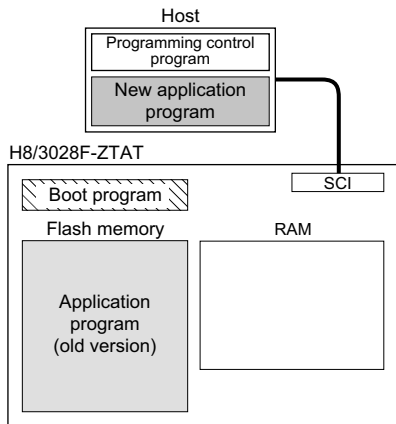 Host
Programming control
program
New application
program
H8/3028F-ZTAT
SCI
Boot program
Flash memory
RAM
Application
program
(old version)